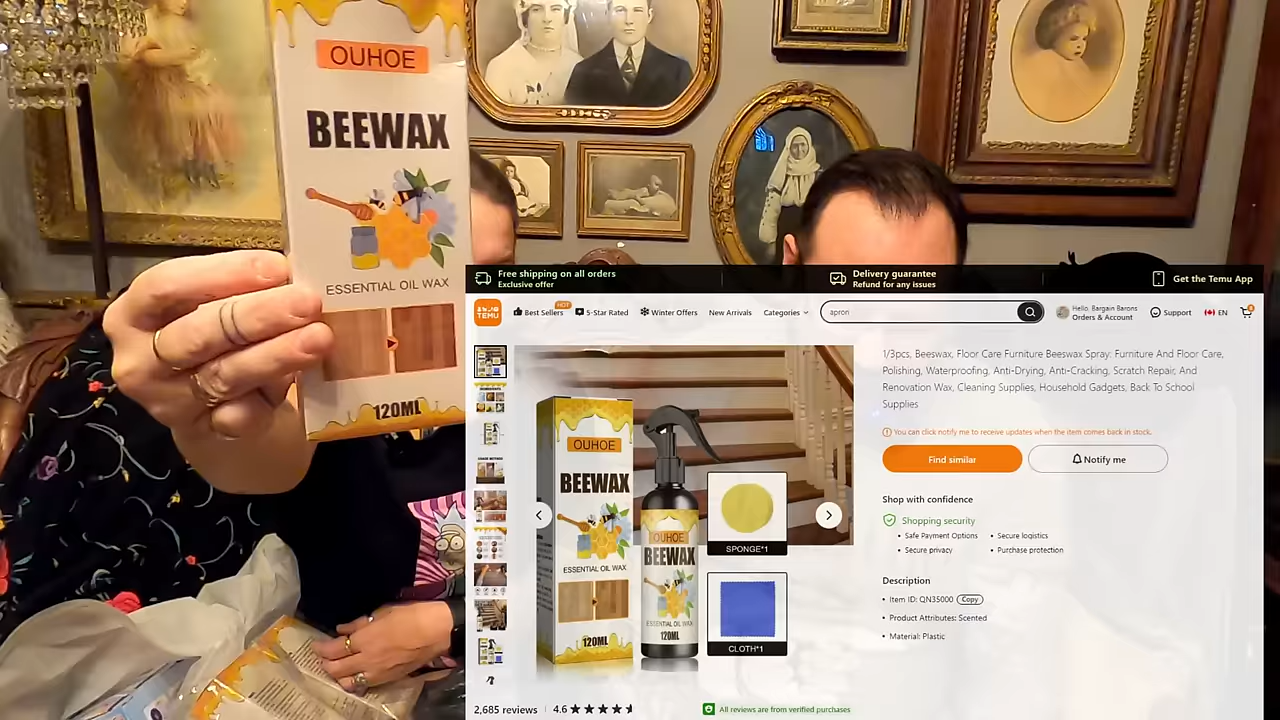 OUHOE
BEEWAX
ESSENTIAL OIL WAX
120ML
Free shipping on all orders
Exclusive offer
Delivery guarantee
Refund for any issues
Get the Temu App
TEMU
Best Sellers
HOT
5-Star Rated
Winter Offers
New Arrivals
Categories
apron
Hello, Bargain Barons
Orders & Account
Support
EN
1/3pcs, Beeswax, Floor Care Furniture Beeswax Spray: Furniture And Floor Care,
Polishing, Waterproofing, Anti-Drying, Anti-Cracking, Scratch Repair, And
Renovation Wax, Cleaning Supplies, Household Gadgets, Back To School
Supplies
You can click notify me to receive updates when the item comes back in stock.
Find similar
Notify me
Shop with confidence
Shopping security
• Safe Payment Options
• Secure logistics
• Secure privacy
• Purchase protection
Description
• Item ID: QN35000 Copy
• Product Attributes: Scented
• Material: Plastic
OUHOE
BEEWAX
ESSENTIAL OIL WAX
120ML
OUHOE
BEEWAX
ESSENTIAL OIL WAX
120ML
SPONGE*1
CLOTH*1
2,685 reviews
4.6
All reviews are from verified purchases